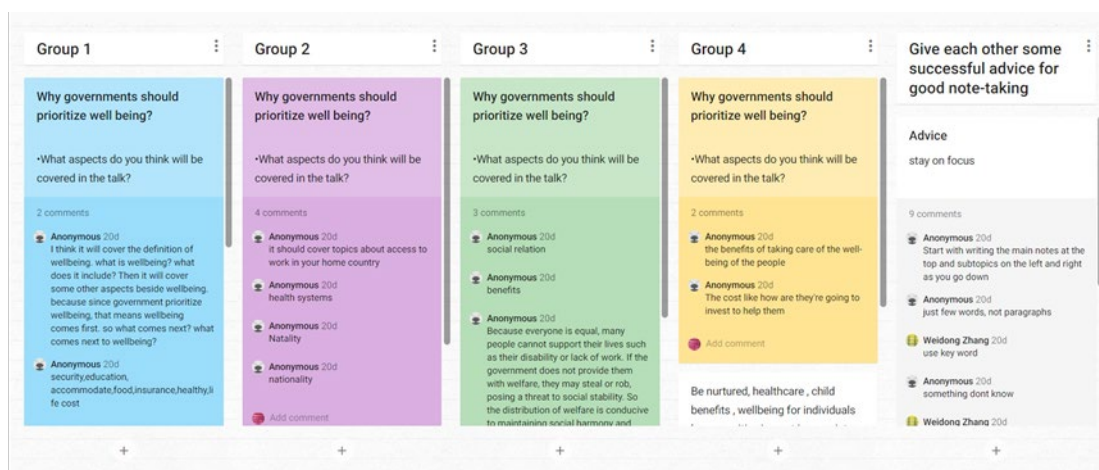 Group 1
Why governments should
prioritize well being?
•What aspects do you think will be
covered in the talk?
2 comments
Anonymous 20d
I think it will cover the definition of
wellbeing. what is wellbeing? what
does it include? Then it will cover
some other aspects beside wellbeing.
because since government prioritize
wellbeing, that means wellbeing
comes first. so what comes next? what
comes next to wellbeing?
Anonymous 20d
security,education,
accommodate,food,insurance,healthy,li
fe cost
Group 2
Why governments should
prioritize well being?
•What aspects do you think will be
covered in the talk?
4 comments
Anonymous 20d
it should cover topics about access to
work in your home country
Anonymous 20d
health systems
Anonymous 20d
Natality
Anonymous 20d
nationality
Add comment
Group 3
Why governments should
prioritize well being?
•What aspects do you think will be
covered in the talk?
3 comments
Anonymous 20d
social relation
Anonymous 20d
benefits
Anonymous 20d
Because everyone is equal, many
people cannot support their lives such
as their disability or lack of work. If the
government does not provide them
with welfare, they may steal or rob,
posing a threat to social stability. So
the distribution of welfare is conducive
to maintaining social harmony and
Group 4
Why governments should
prioritize well being?
•What aspects do you think will be
covered in the talk?
2 comments
Anonymous 20d
the benefits of taking care of the well-
being of the people
Anonymous 20d
The cost like how are they're going to
invest to help them
Add comment
Be nurtured, healthcare , child
benefits , wellbeing for individuals
Give each other some
successful advice for
good note-taking
Advice
stay on focus
9 comments
Anonymous 20d
Start with writing the main notes at the
top and subtopics on the left and right
as you go down
Anonymous 20d
just few words, not paragraphs
Weidong Zhang 20d
use key word
Anonymous 20d
something dont know
Weidong Zhang 20d